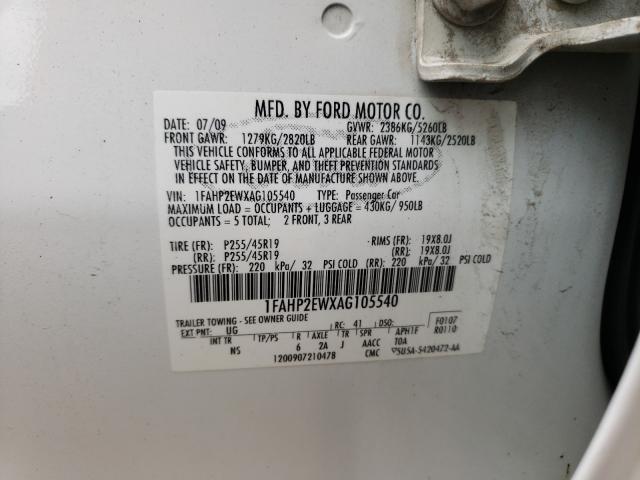 MFD. BY FORD MOTOR CO.
DATE: 07/09 GVWR: 2386KG/5260LB
FRONT GAWR: 1279KG/2820LB REAR GAWR: 1143KG/2520LB
THIS VEHICLE CONFORMS TO ALL APPLICABLE FEDERAL MOTOR
VEHICLE SAFETY, BUMPER, AND THEFT PREVENTION STANDARDS
IN EFFECT ON THE DATE OF MANUFACTURE SHOWN ABOVE.
VIN: 1FAHP2EWXAG105540 TYPE: Passenger Car
MAXIMUM LOAD = OCCUPANTS + LUGGAGE = 430KG/ 950LB
OCCUPANTS = 5 TOTAL; 2 FRONT, 3 REAR
TIRE (FR): P255/45R19 RIMS (FR): 19X8.0J
(RR): P255/45R19 (RR): 19X8.0J
PRESSURE (FR): 220 kPa/ 32 PSI COLD (RR): 220 kPa/ 32 PSI COLD
1FAHP2EWXAG105540
TRAILER TOWING - SEE OWNER GUIDE
EXT PNT: UG RC: 41 DSO: F0107
INT TR TP/PS R AXLE TR SPR APH1F R0110
NS 6 2A J AACC TOA
1200907210478 CMC 5U5A-5420472-AA